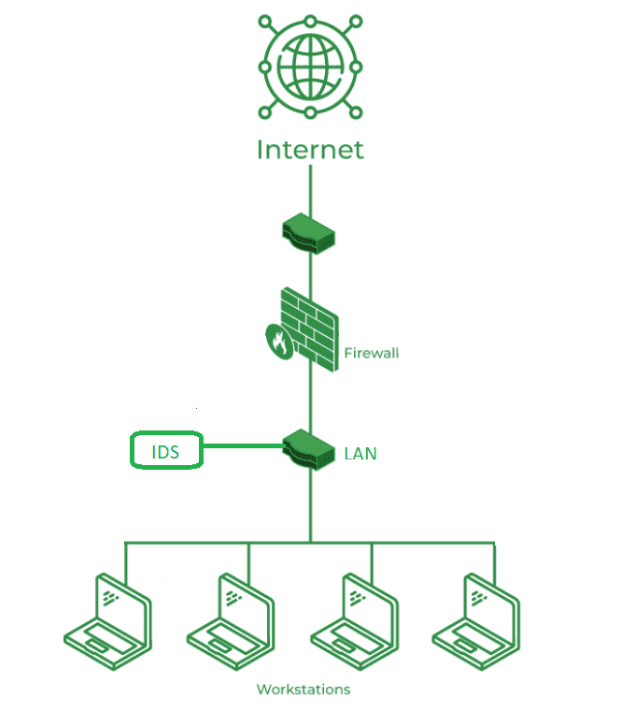 Internet
Firewall
IDS
LAN
Workstations